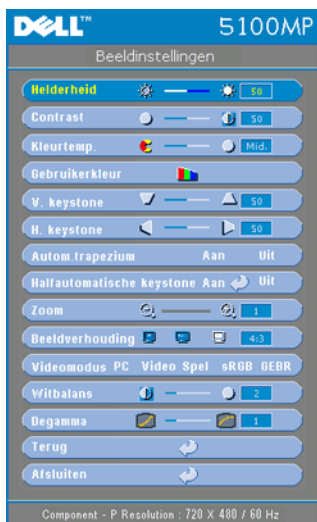 DELL™ 5100MP
Beeldinstellingen
Helderheid 50
Contrast 50
Kleurtemp. Mid.
Gebruikerkleur
V. keystone 50
H. keystone 50
Autom.trapezium Aan Uit
Halfautomatische keystone Aan Uit
Zoom 1
Beeldverhouding 4:3
Videomodus PC Video Spel sRGB GEBR
Witbalans 2
Degamma 1
Terug
Afsluiten
Component - P Resolution : 720 X 480 / 60 Hz